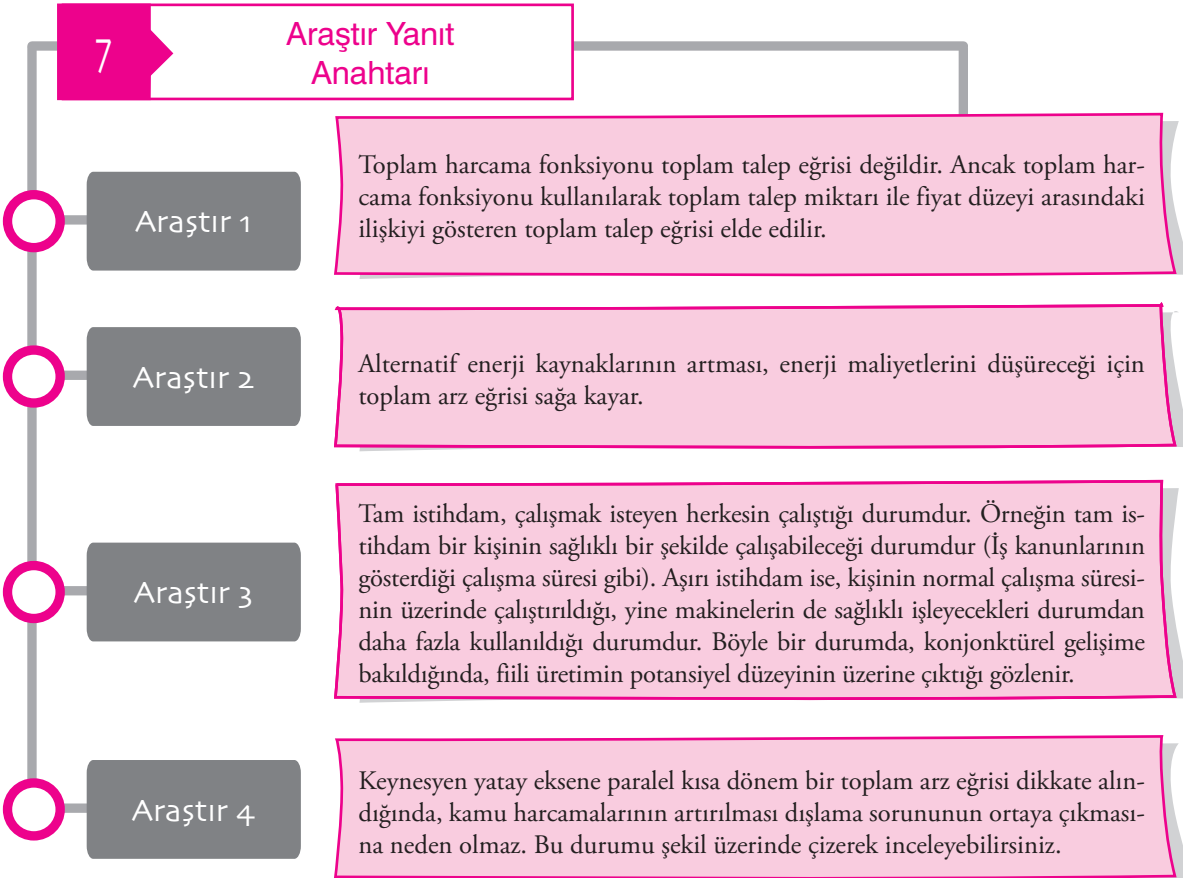 7
Araştır Yanıt
Anahtarı
Araştır 1
Toplam harcama fonksiyonu toplam talep eğrisi değildir. Ancak toplam har-
cama fonksiyonu kullanılarak toplam talep miktarı ile fiyat düzeyi arasındaki
ilişkiyi gösteren toplam talep eğrisi elde edilir.
Araştır 2
Alternatif enerji kaynaklarının artması, enerji maliyetlerini düşüreceği için
toplam arz eğrisi sağa kayar.
Araştır 3
Tam istihdam, çalışmak isteyen herkesin çalıştığı durumdur. Örneğin tam is-
tihdam bir kişinin sağlıklı bir şekilde çalışabileceği durumdur (İş kanunlarının
gösterdiği çalışma süresi gibi). Aşırı istihdam ise, kişinin normal çalışma süresi-
nin üzerinde çalıştırıldığı, yine makinelerin de sağlıklı işleyecekleri durumdan
daha fazla kullanıldığı durumdur. Böyle bir durumda, konjonktürel gelişime
bakıldığında, fiili üretimin potansiyel düzeyinin üzerine çıktığı gözlenir.
Araştır 4
Keynesyen yatay eksene paralel kısa dönem bir toplam arz eğrisi dikkate alın-
dığında, kamu harcamalarının artırılması dışlama sorununun ortaya çıkması-
na neden olmaz. Bu durumu şekil üzerinde çizerek inceleyebilirsiniz.